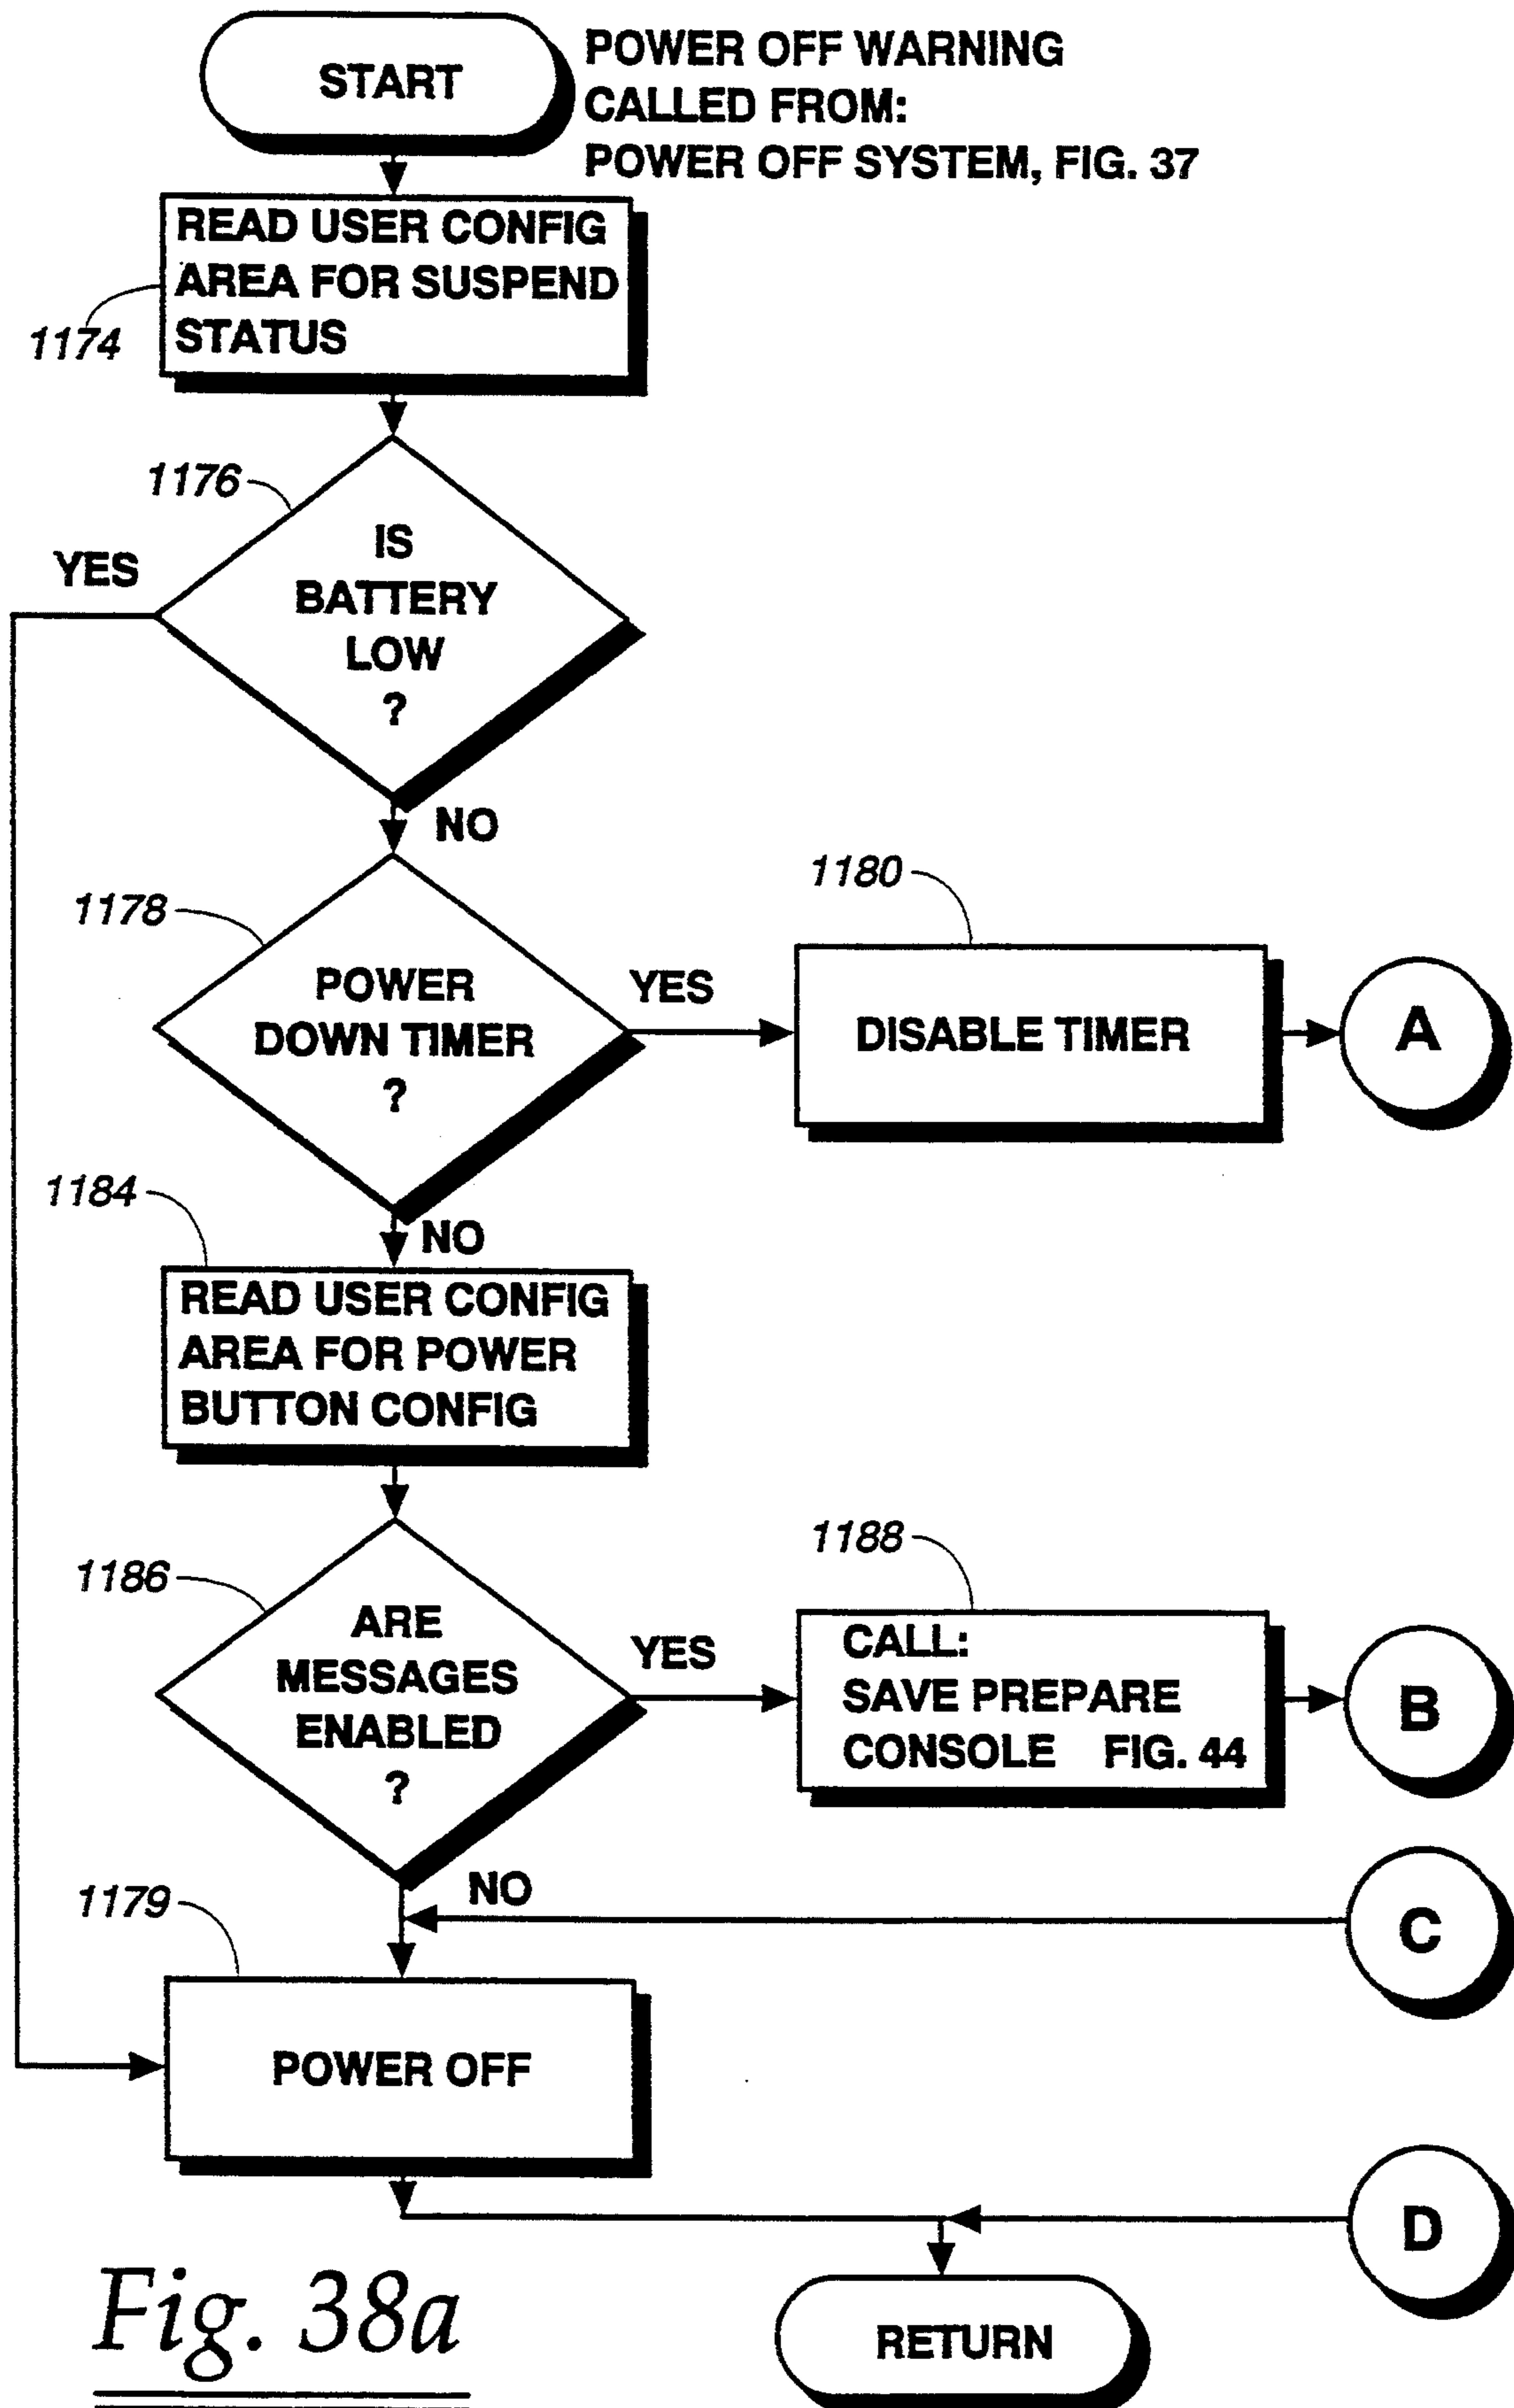 START
POWER OFF WARNING
CALLED FROM:
POWER OFF SYSTEM, FIG. 37
READ USER CONFIG
AREA FOR SUSPEND
STATUS
1174
1176
IS
BATTERY
LOW
?
YES
NO
1178
POWER
DOWN TIMER
?
YES
1180
DISABLE TIMER
A
NO
1184
READ USER CONFIG
AREA FOR POWER
BUTTON CONFIG
1186
ARE
MESSAGES
ENABLED
?
YES
1188
CALL:
SAVE PREPARE
CONSOLE FIG. 44
B
NO
C
1179
POWER OFF
D
RETURN
Fig. 38a